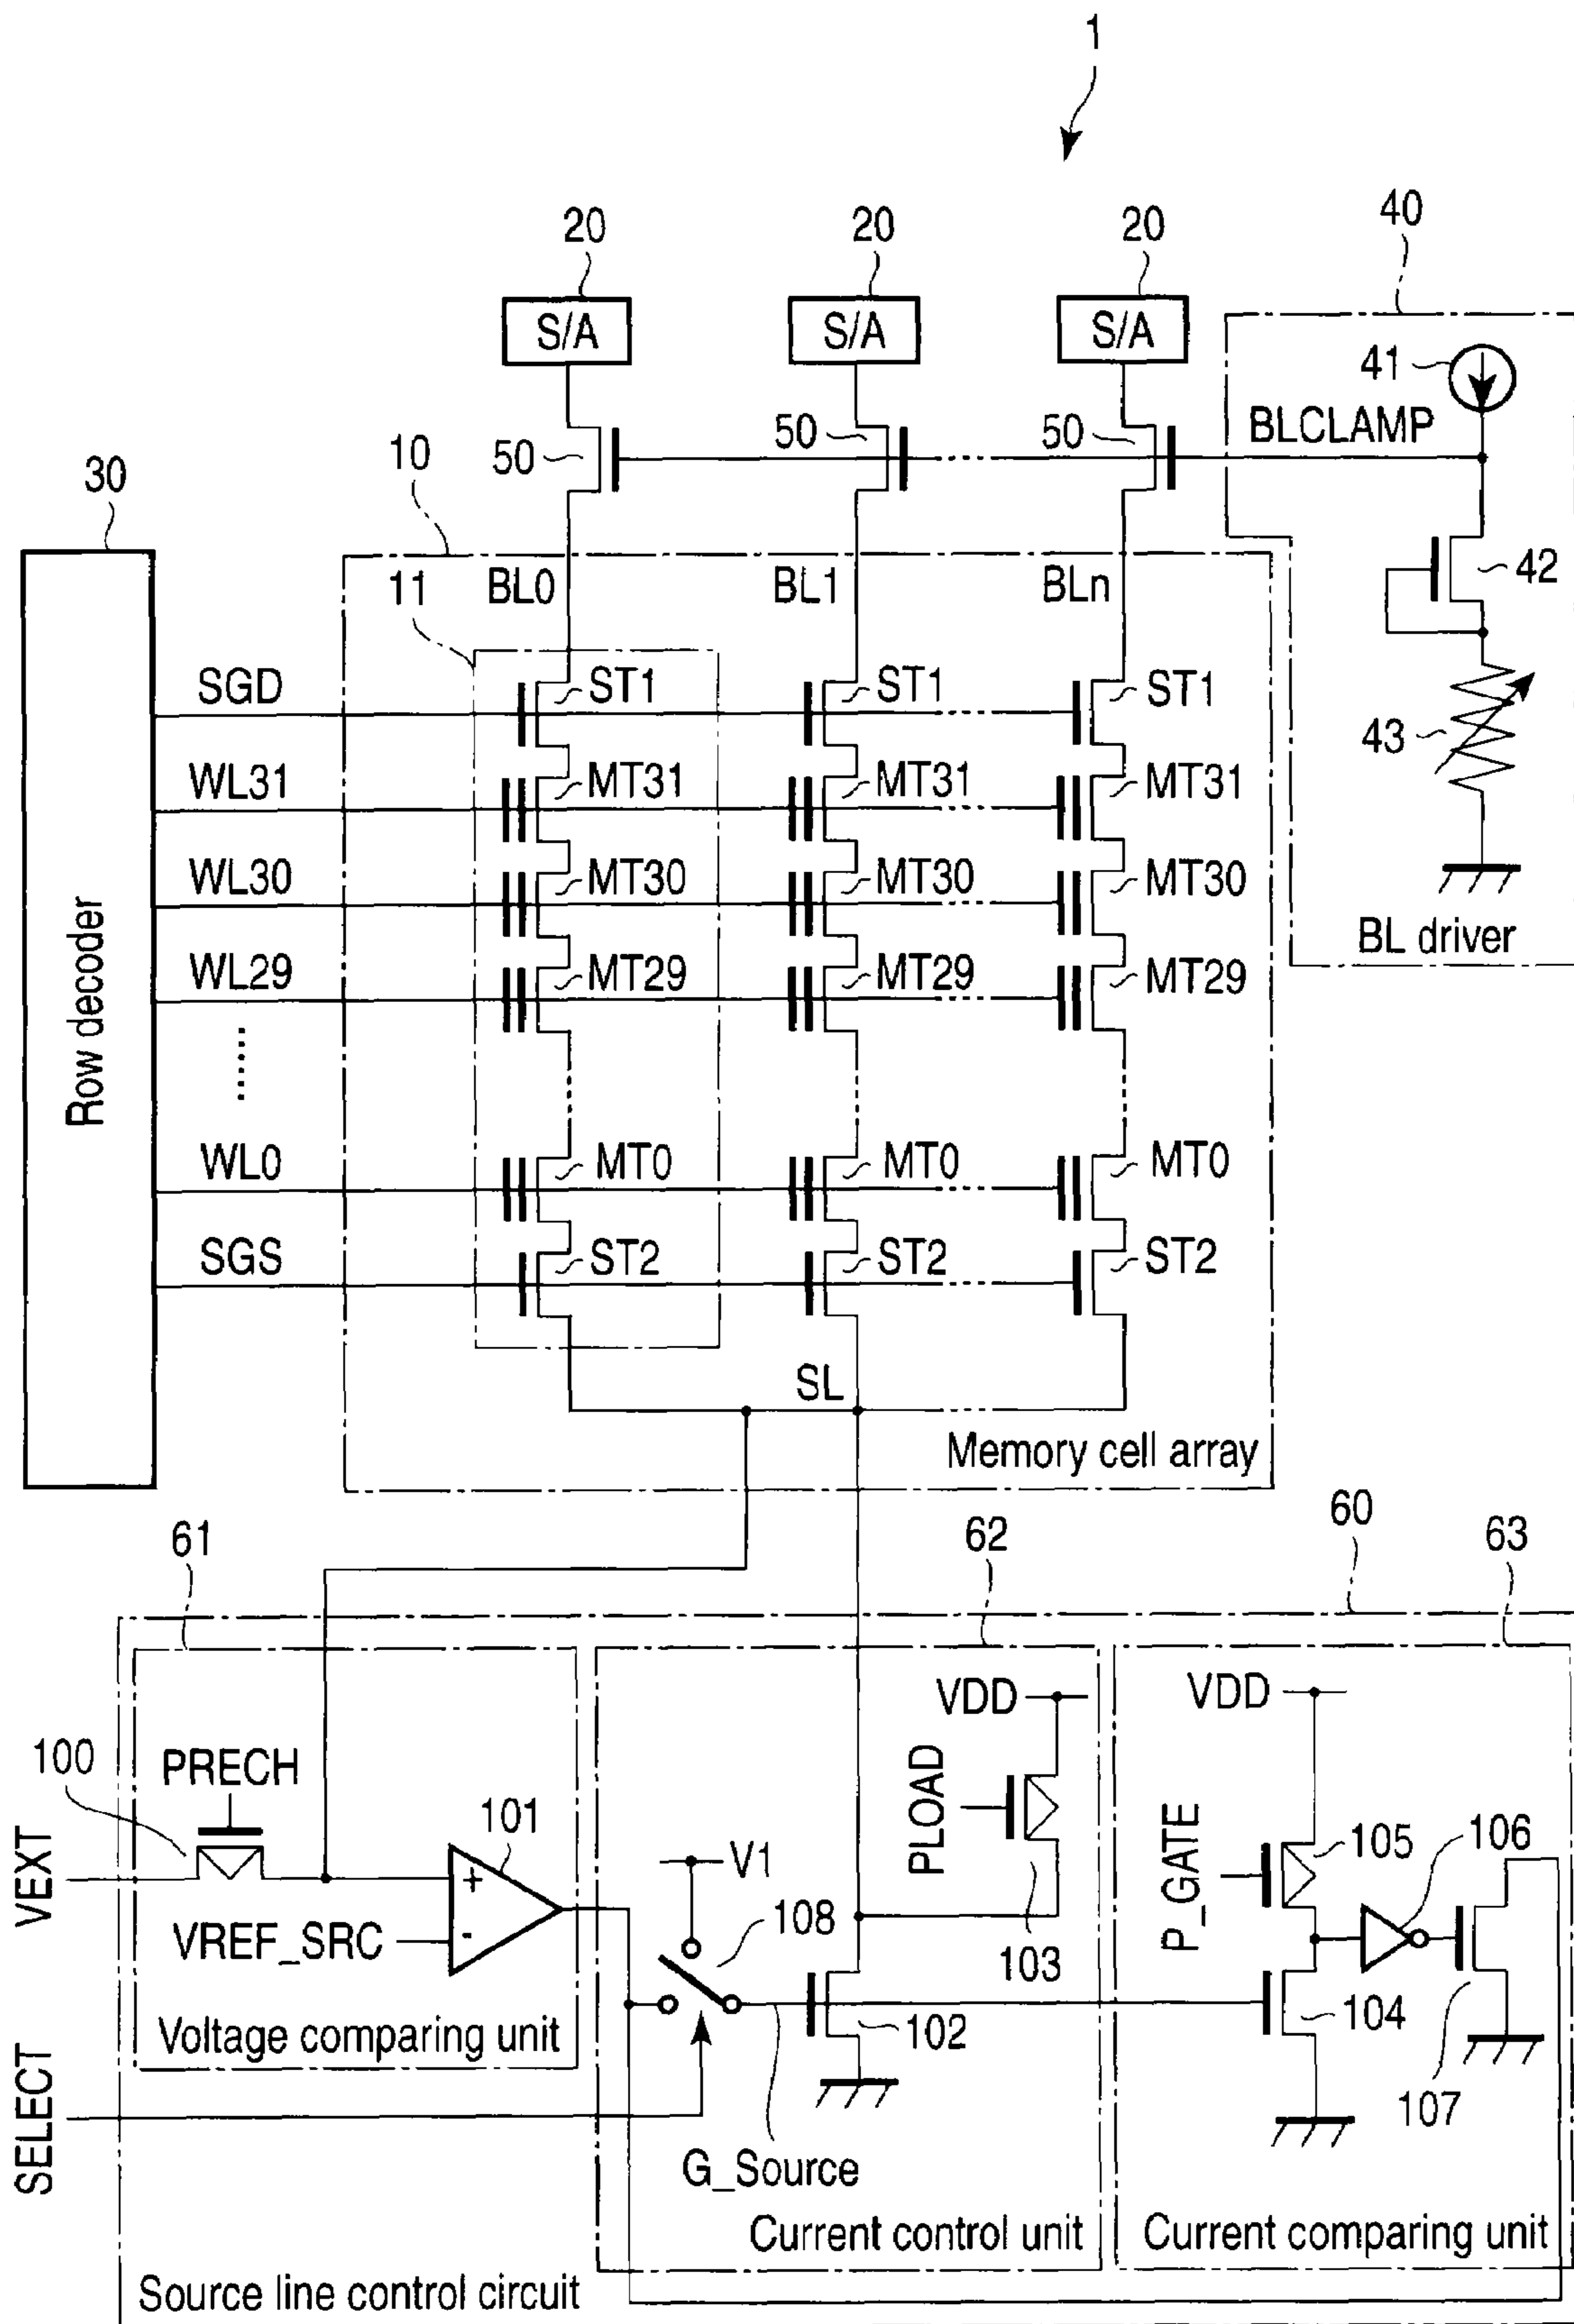 1
20 20 20 40
S/A S/A S/A
41
BLCLAMP
50 50 50
10
30
11 BL0 BL1 BLn
42
SGD ST1 ST1 ST1
43
WL31 MT31 MT31 MT31
WL30 MT30 MT30 MT30
BL driver
WL29 MT29 MT29 MT29
Row decoder
WL0 MT0 MT0 MT0
SGS ST2 ST2 ST2
SL
Memory cell array
61 62 60 63
VDD VDD
100 PRECH
PLOAD
101
VEXT
V1
105 106
P_GATE
VREF_SRC
108
103
Voltage comparing unit
102
104
107
SELECT
G_Source
Current control unit
Current comparing unit
Source line control circuit
+
-